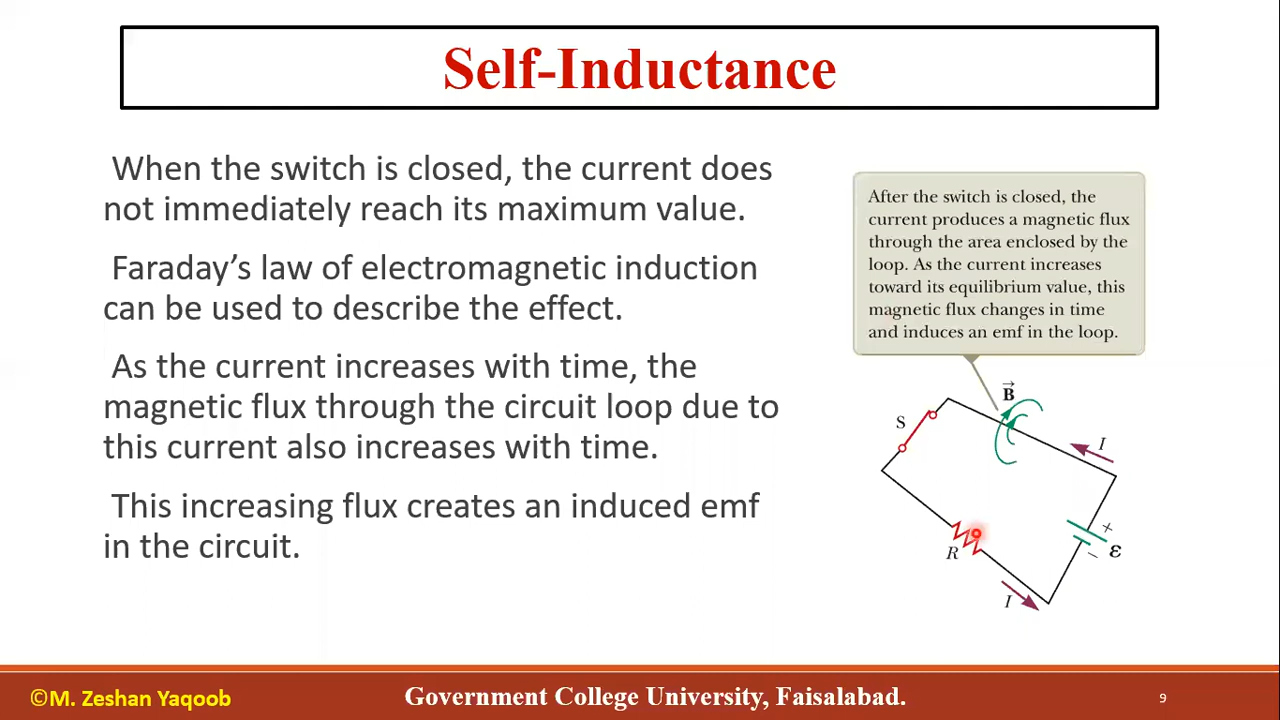 Self-Inductance
When the switch is closed, the current does
not immediately reach its maximum value.
Faraday’s law of electromagnetic induction
can be used to describe the effect.
As the current increases with time, the
magnetic flux through the circuit loop due to
this current also increases with time.
This increasing flux creates an induced emf
in the circuit.
After the switch is closed, the
current produces a magnetic flux
through the area enclosed by the
loop. As the current increases
toward its equilibrium value, this
magnetic flux changes in time
and induces an emf in the loop.
B
S
I
+
− ε
R
I
©M. Zeshan Yaqoob
Government College University, Faisalabad.
9